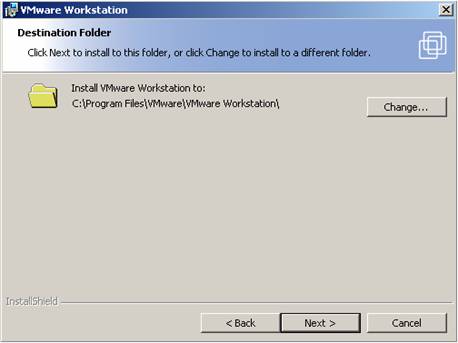 VMware Workstation
Destination Folder
Click Next to install to this folder, or click Change to install to a different folder.
Install VMware Workstation to:
C:\Program Files\VMware\VMware Workstation\
Change...
InstallShield
< Back
Next >
Cancel